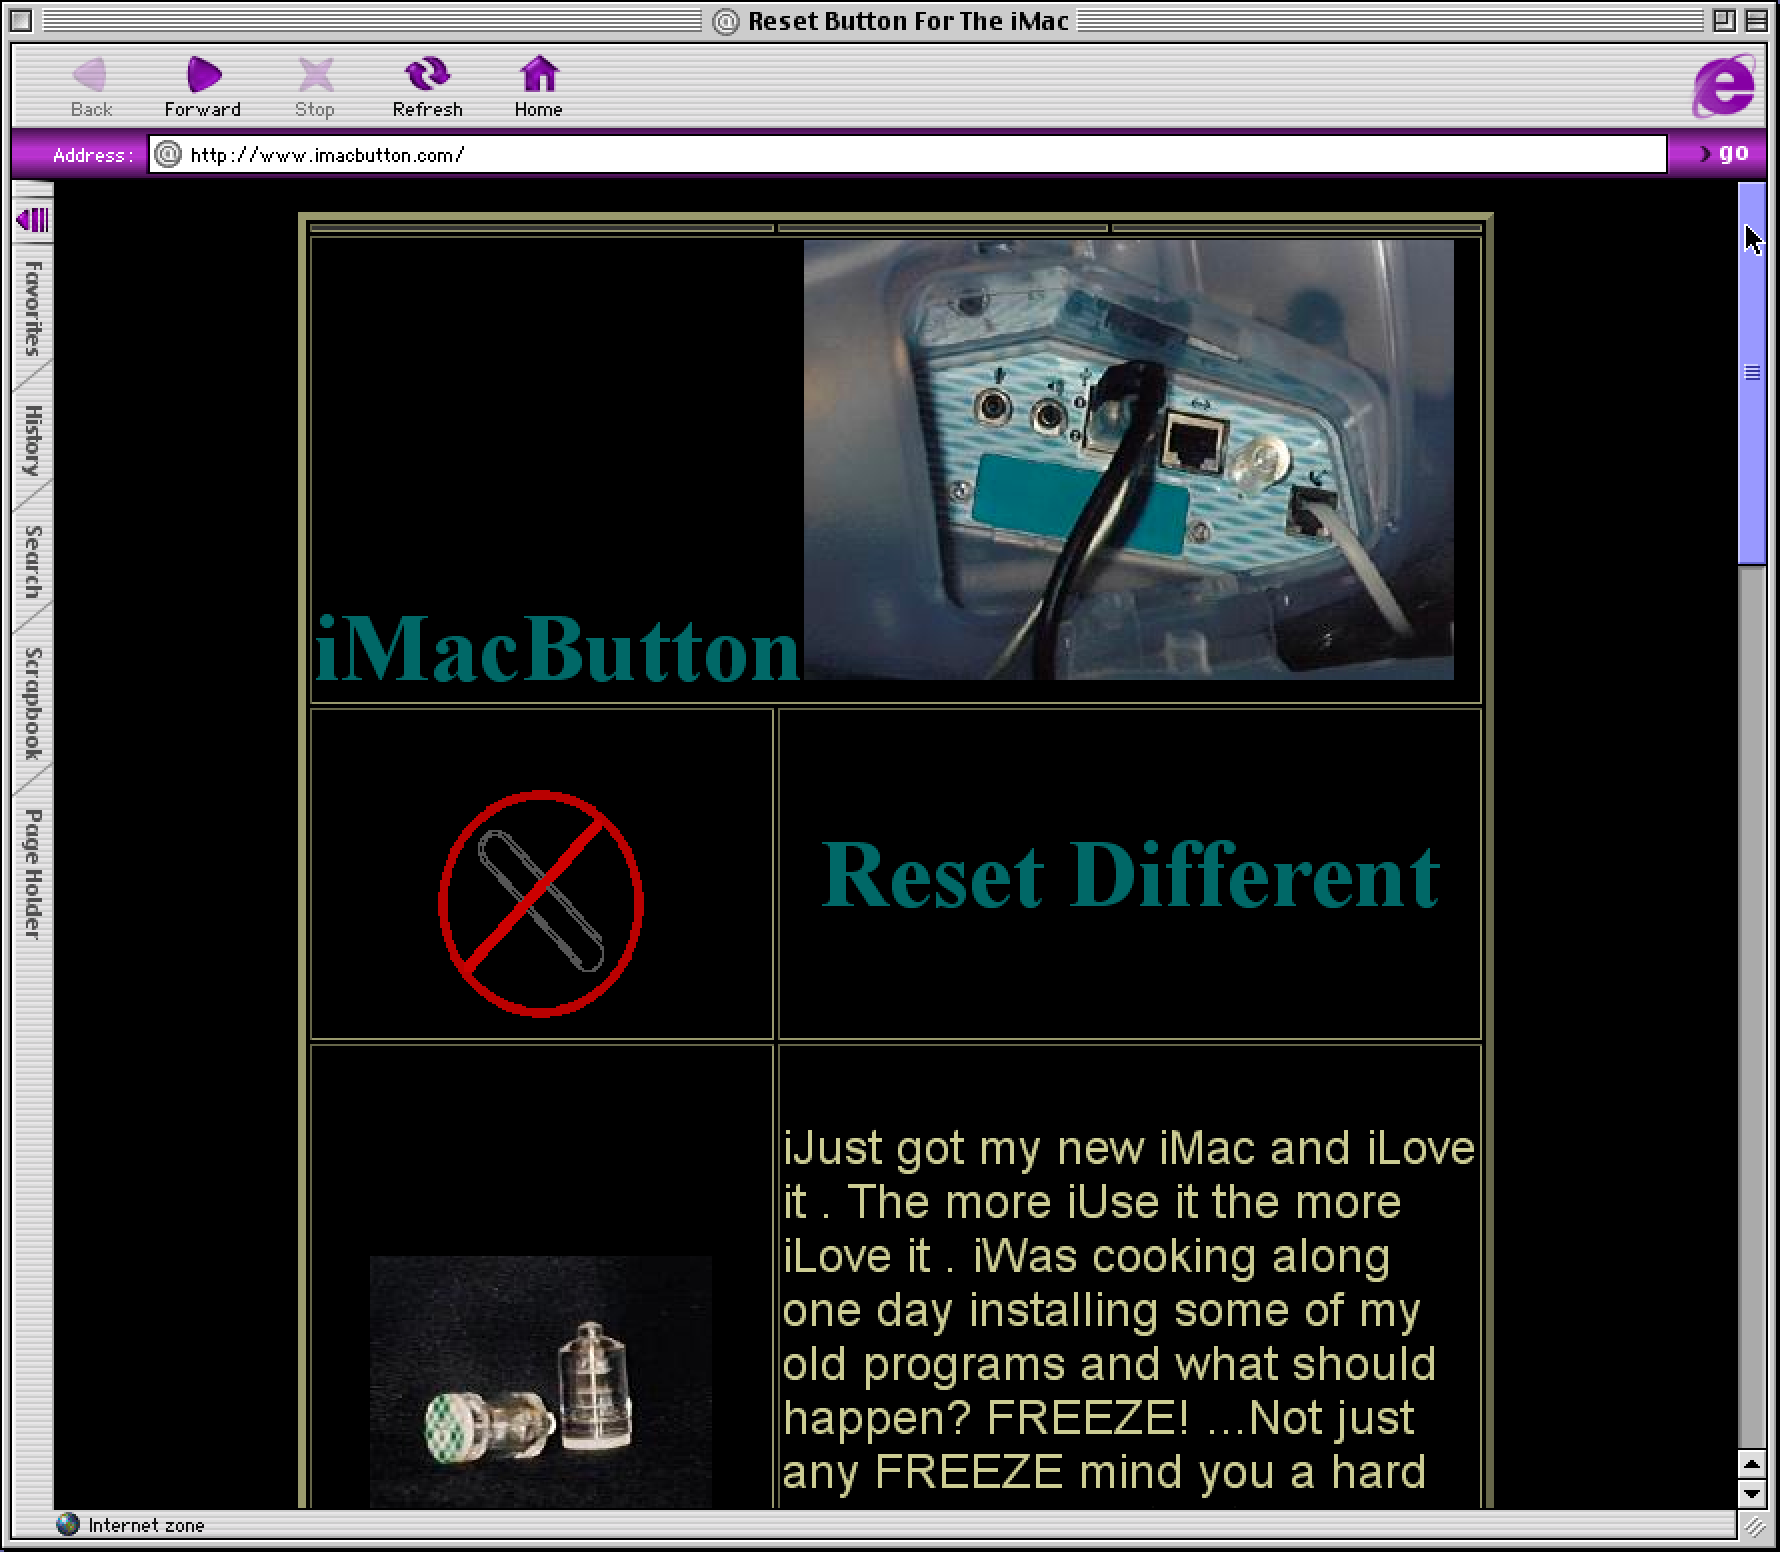 Reset Button For The iMac
Back Forward Stop Refresh Home
Address: http://www.imacbutton.com/ go
Favorites
History
Search
Scrapbook
Page Holder
iMacButton
Reset Different
iJust got my new iMac and iLove
it . The more iUse it the more
iLove it . iWas cooking along
one day installing some of my
old programs and what should
happen? FREEZE! ...Not just
any FREEZE mind you a hard
Internet zone